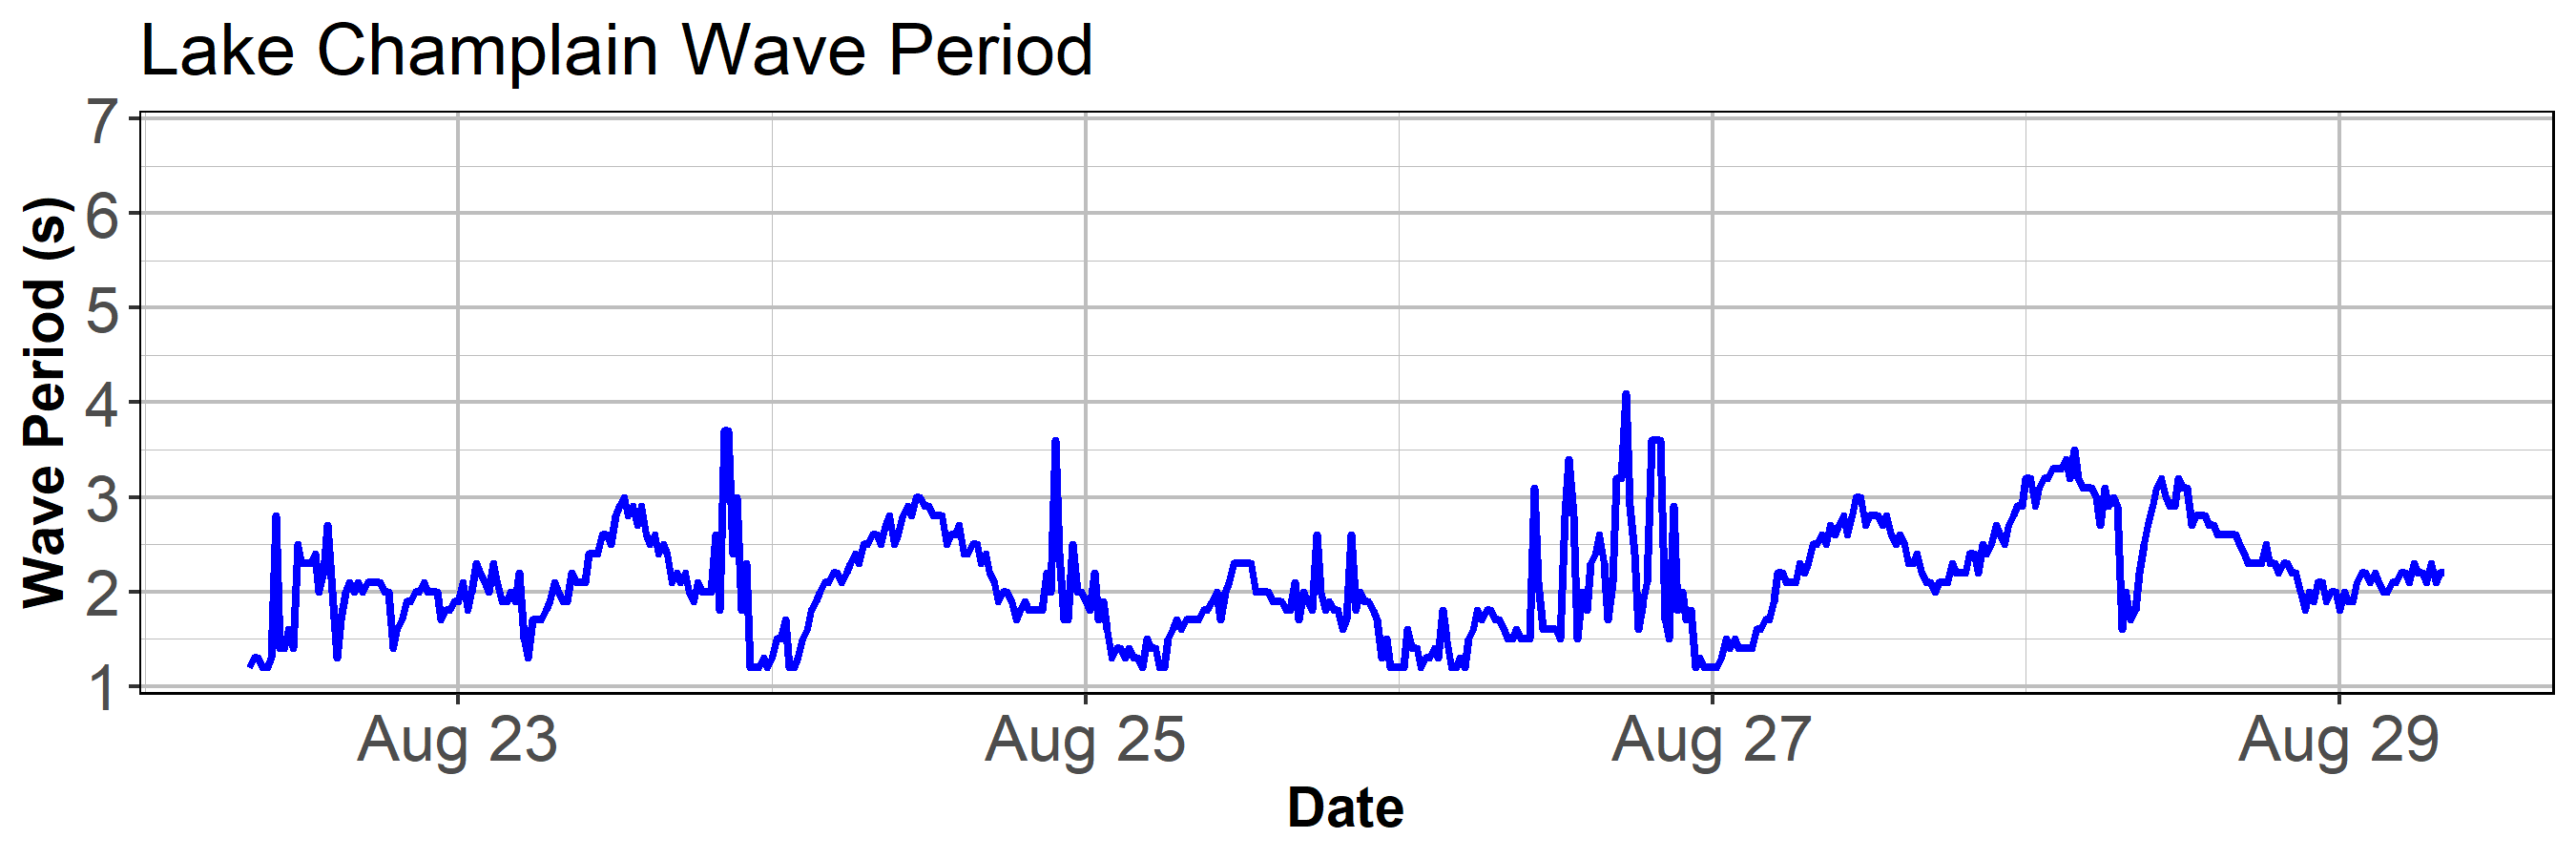 Lake Champlain Wave Period
Wave Period (s)
7
6
5
4
3
2
1
Aug 23
Aug 25
Aug 27
Aug 29
Date